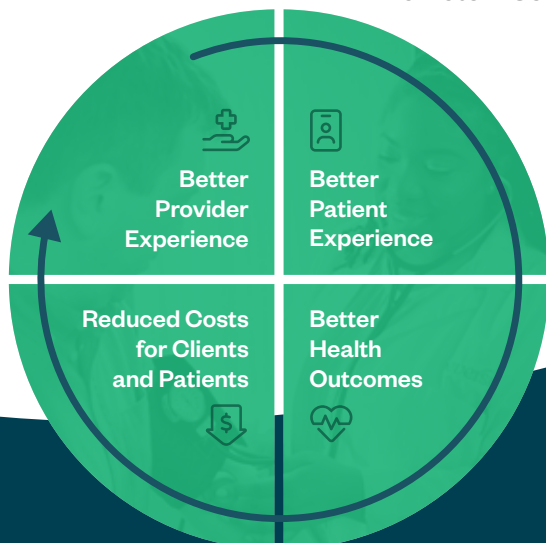 Better
Provider
Experience
Better
Patient
Experience
Reduced Costs
for Clients
and Patients
$
Better
Health
Outcomes